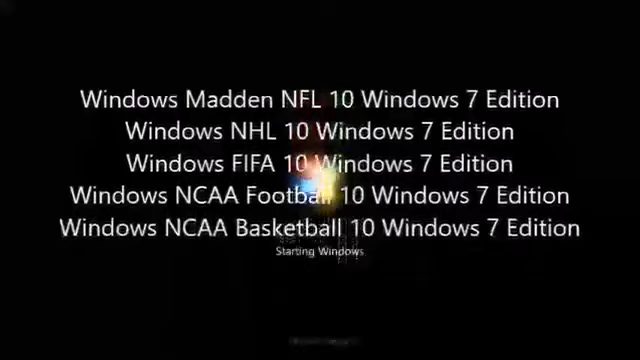 Windows Madden NFL 10 Windows 7 Edition
Windows NHL 10 Windows 7 Edition
Windows FIFA 10 Windows 7 Edition
Windows NCAA Football 10 Windows 7 Edition
Windows NCAA Basketball 10 Windows 7 Edition
Starting Windows